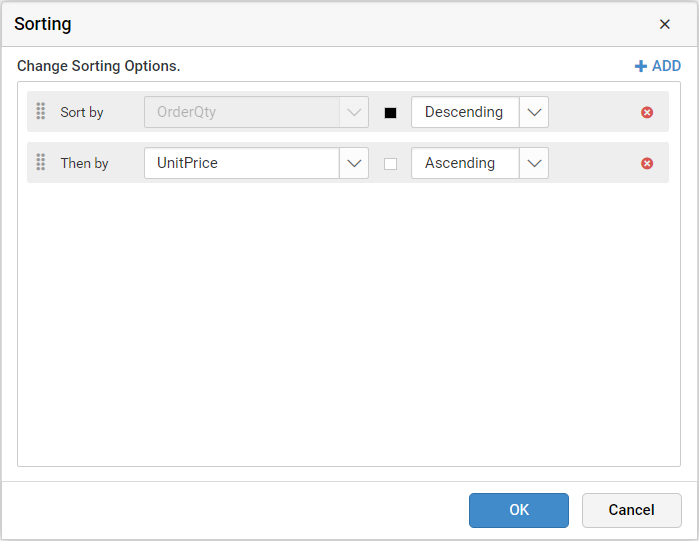 Sorting
Change Sorting Options.
ADD
Sort by
OrderQty
Descending
Then by
UnitPrice
Ascending
OK
Cancel